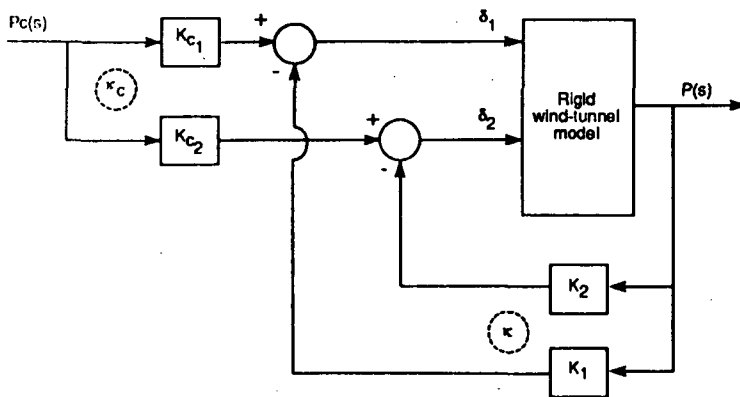 Pc(s)
Kc1
+
-
δ1
κc
Kc2
+
-
δ2
Rigid
wind-tunnel
model
P(s)
K2
κ
K1